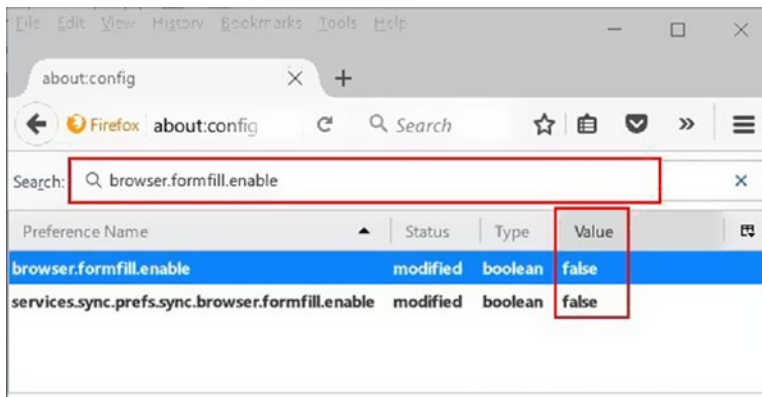 File Edit View History Bookmarks Tools Help
about:config
Firefox about:config Search
Search: browser.formfill.enable
Preference Name Status Type Value
browser.formfill.enable modified boolean false
services.sync.prefs.sync.browser.formfill.enable modified boolean false